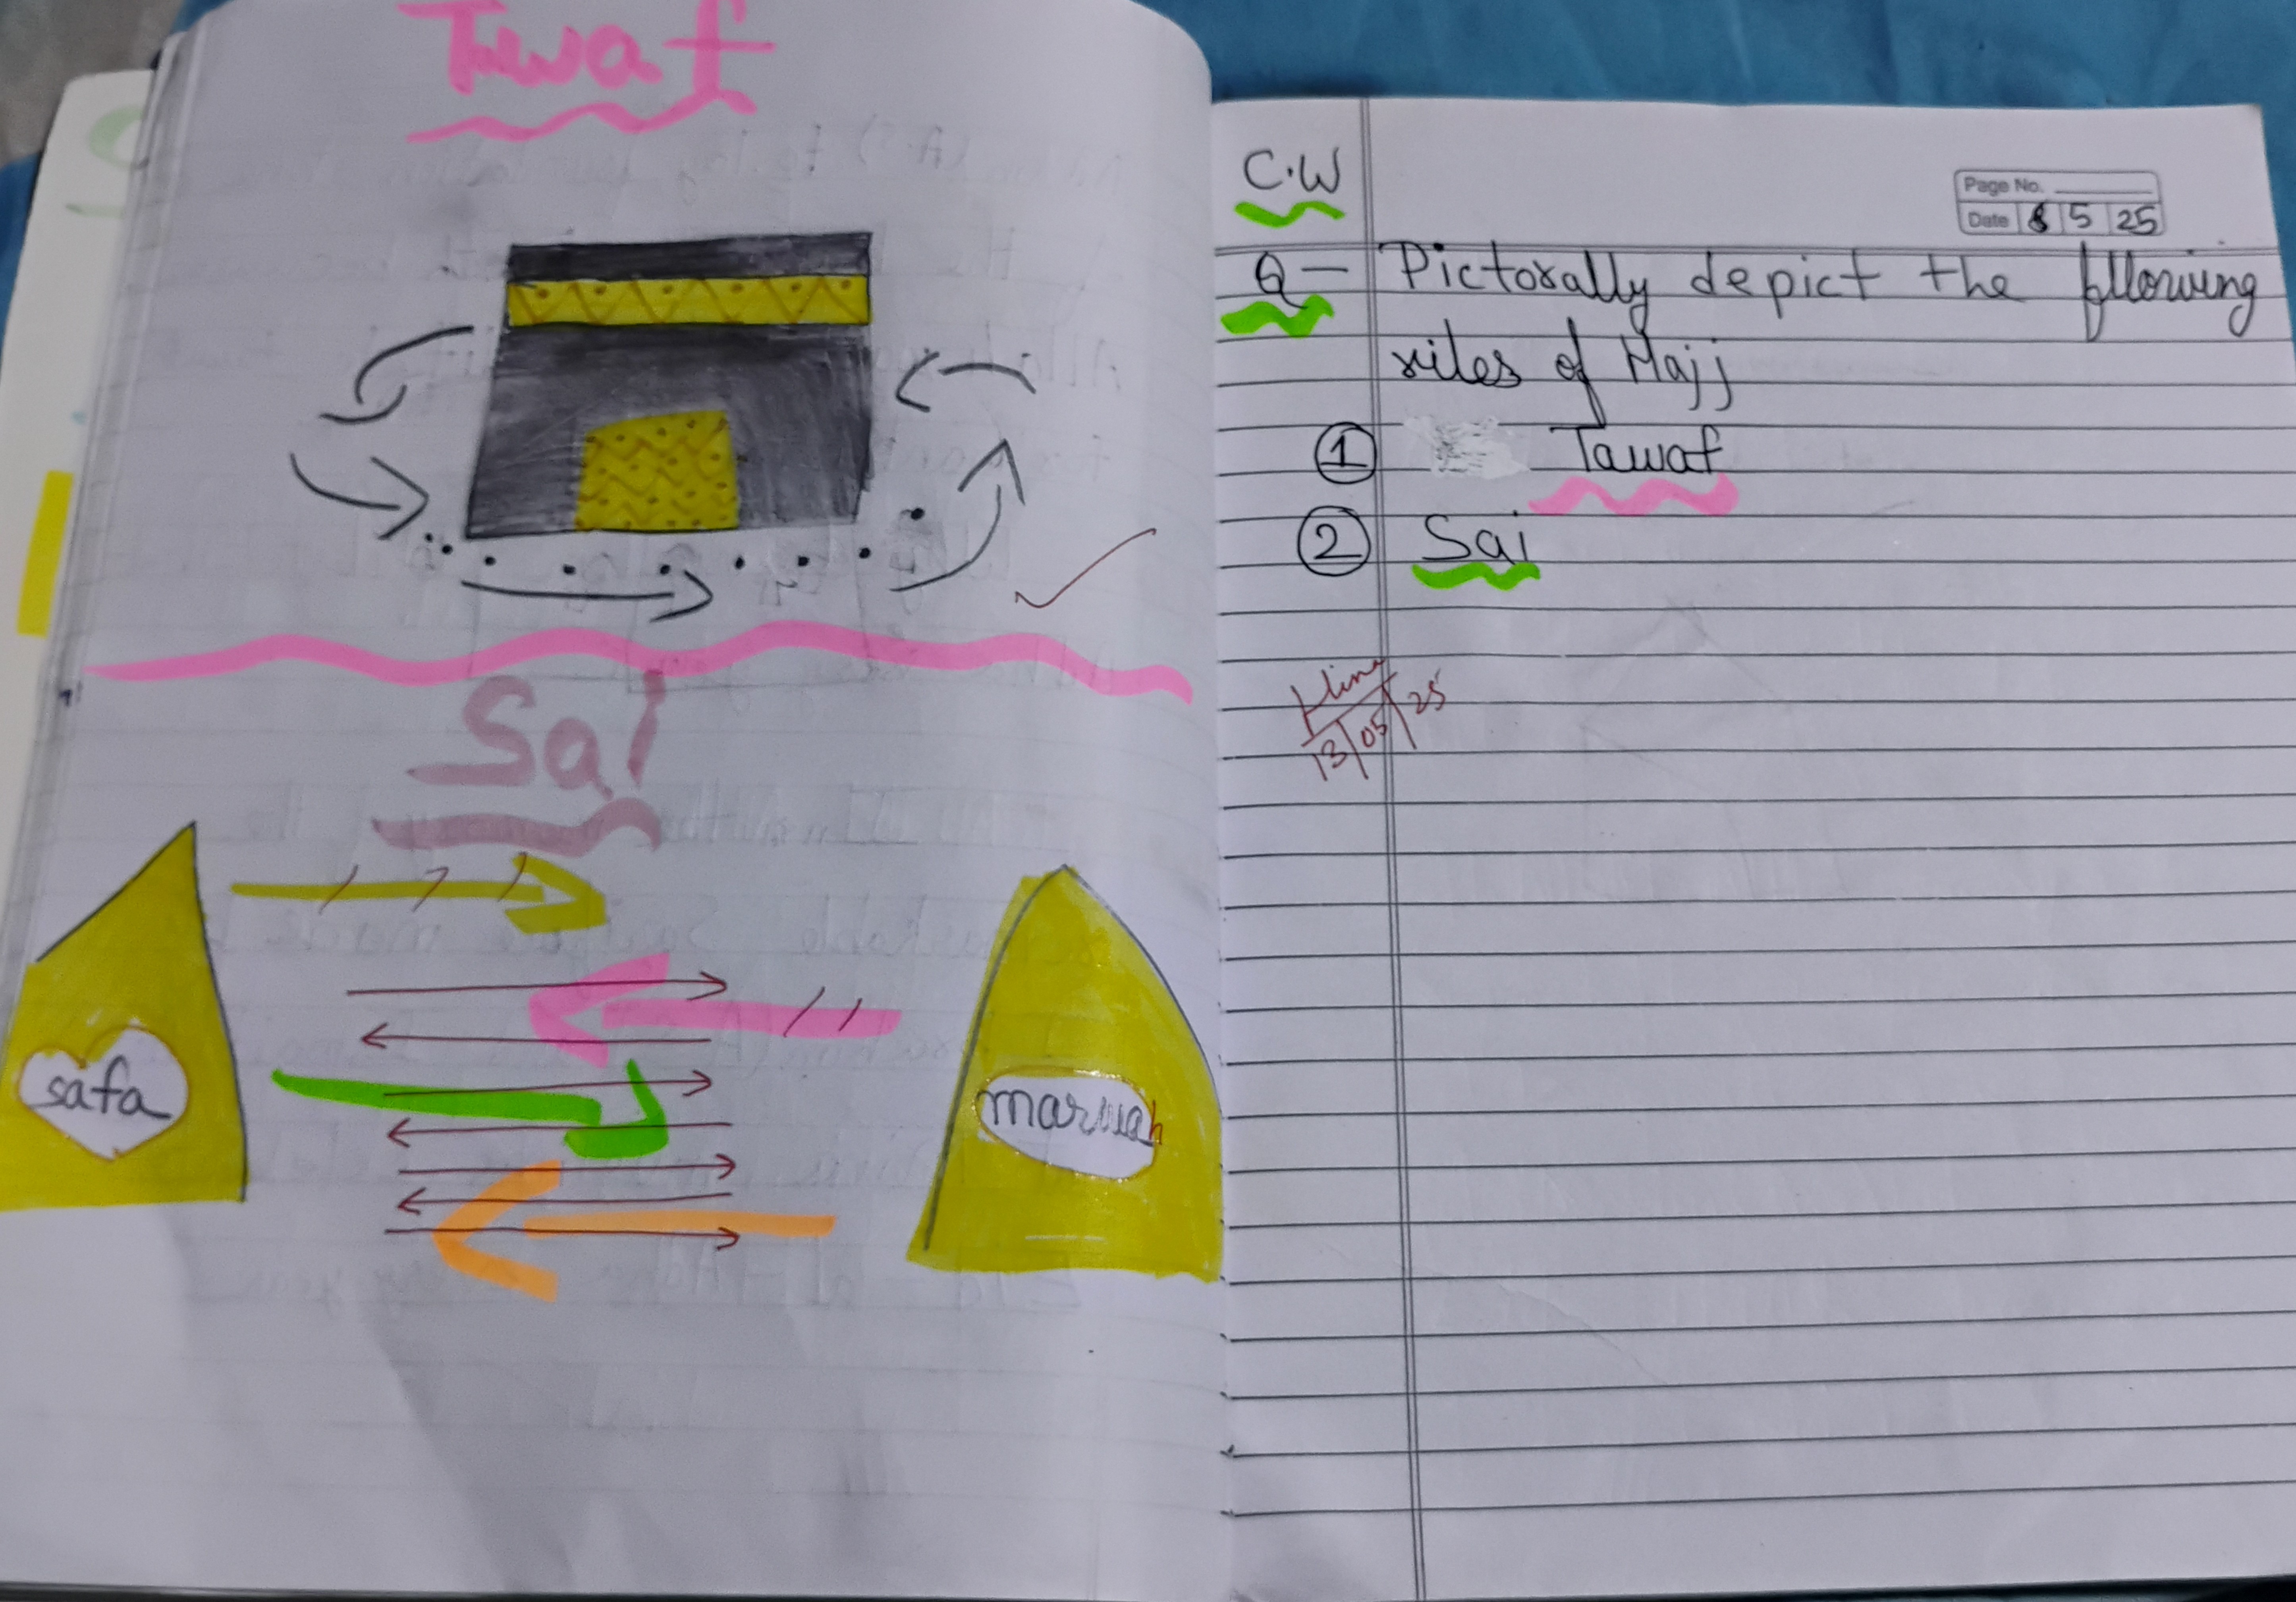 Tawaf
Sai
safa
marwah
C.W
Page No.
Date 8 5 25
Q- Pictorally depict the following
rites of Hajj
1 Tawaf
2 Sai
Hina
13/05/25